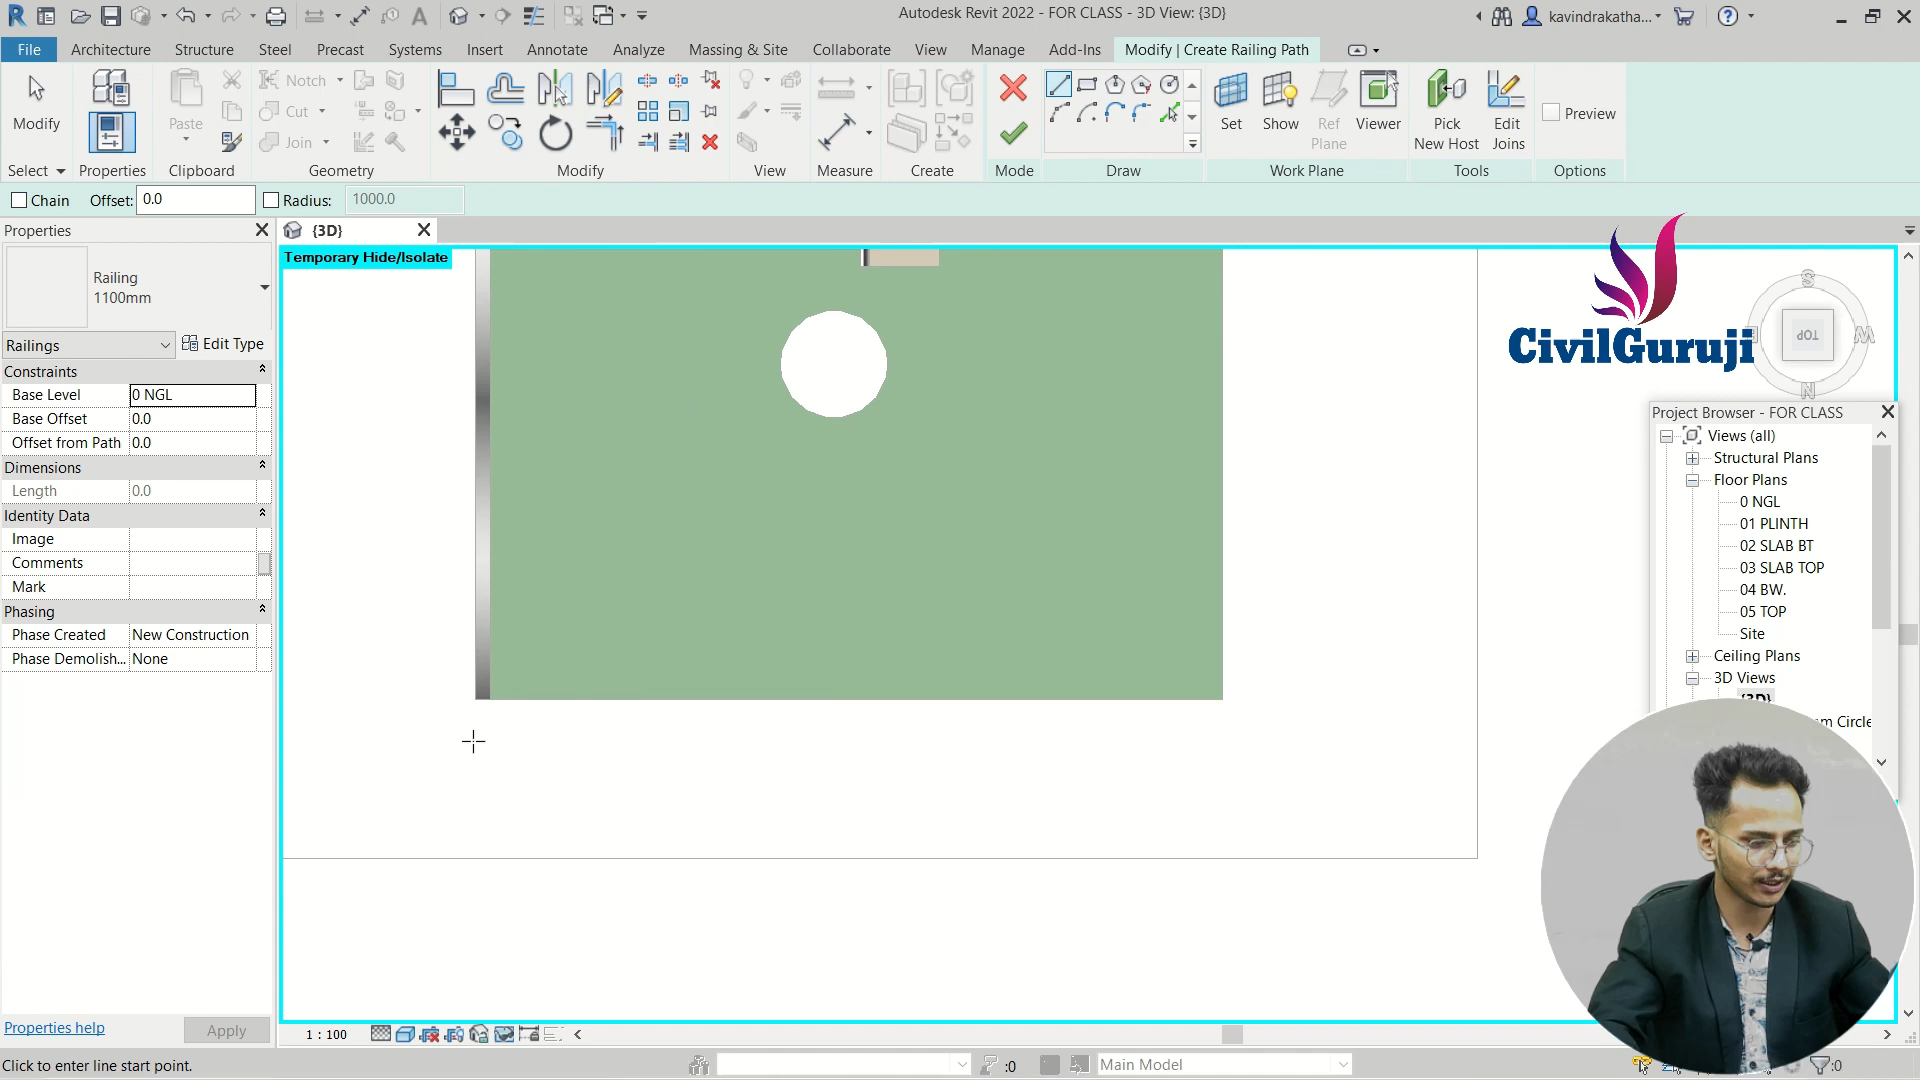 Autodesk Revit 2022 - FOR CLASS - 3D View: {3D}
kavindrakatha...
File Architecture Structure Steel Precast Systems Insert Annotate Analyze Massing & Site Collaborate View Manage Add-Ins Modify | Create Railing Path
Modify
Paste
Notch
Cut
Join
Set
Show
Ref Plane
Viewer
Pick New Host
Edit Joins
Preview
Select Properties Clipboard Geometry Modify View Measure Create Mode Draw Work Plane Tools Options
Chain Offset: 0.0 Radius: 1000.0
Properties
{3D}
Temporary Hide/Isolate
Railing
1100mm
Railings Edit Type
Constraints
Base Level 0 NGL
Base Offset 0.0
Offset from Path 0.0
Dimensions
Length 0.0
Identity Data
Image
Comments
Mark
Phasing
Phase Created New Construction
Phase Demolish... None
Properties help Apply
CivilGuruji
S
W
N
TOP
Project Browser - FOR CLASS
Views (all)
Structural Plans
Floor Plans
0 NGL
01 PLINTH
02 SLAB BT
03 SLAB TOP
04 BW.
05 TOP
Site
Ceiling Plans
3D Views
{3D}
Circle
1 : 100
Click to enter line start point.
:0
Main Model
:0